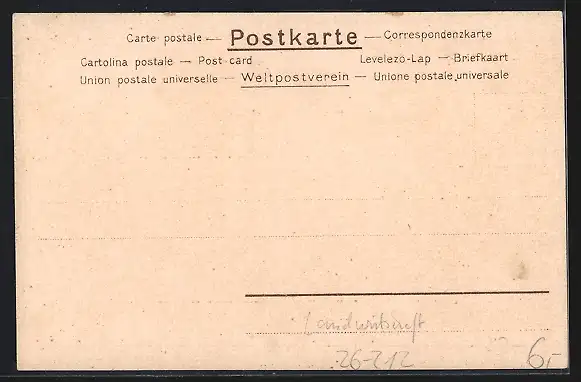 Carte postale — Postkarte — Correspondenzkarte
Cartolina postale — Post card Levelezö-Lap — Briefkaart
Union postale universelle — Weltpostverein — Unione postale universale
Landwirtschaft
26-212
6,-